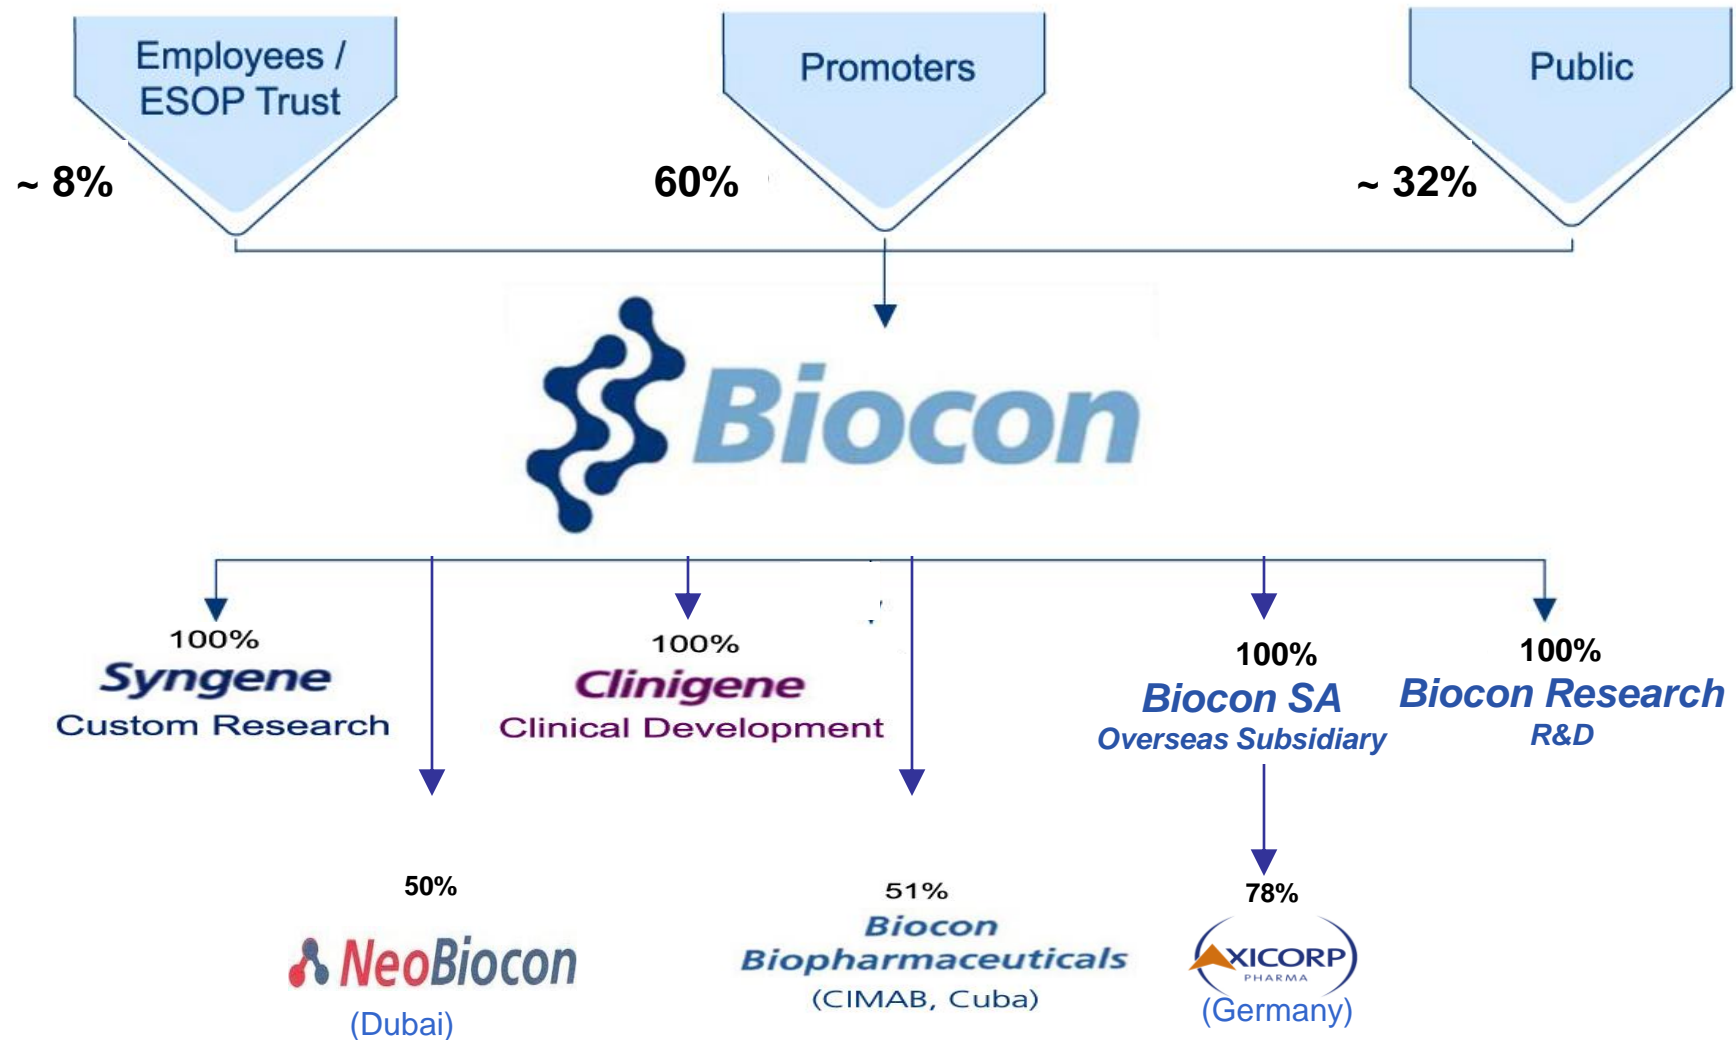 Employees /
ESOP Trust
Promoters
Public
~ 8%
60%
~ 32%
Biocon
100%
Syngene
Custom Research
100%
Clinigene
Clinical Development
100%
Biocon SA
Overseas Subsidiary
100%
Biocon Research
R&D
50%
NeoBiocon
(Dubai)
51%
Biocon
Biopharmaceuticals
(CIMAB, Cuba)
78%
AXICORP
PHARMA
(Germany)